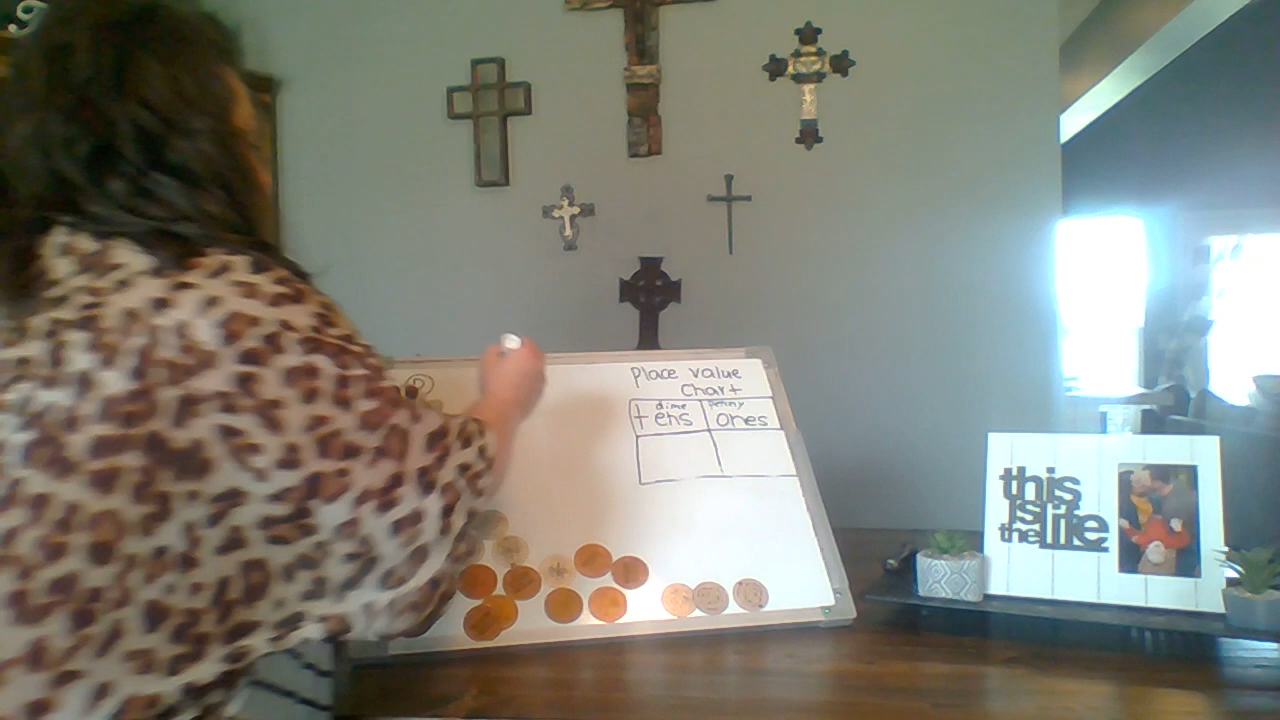 P
Place value
Chart
dime penny
tens ones
this
is
the life